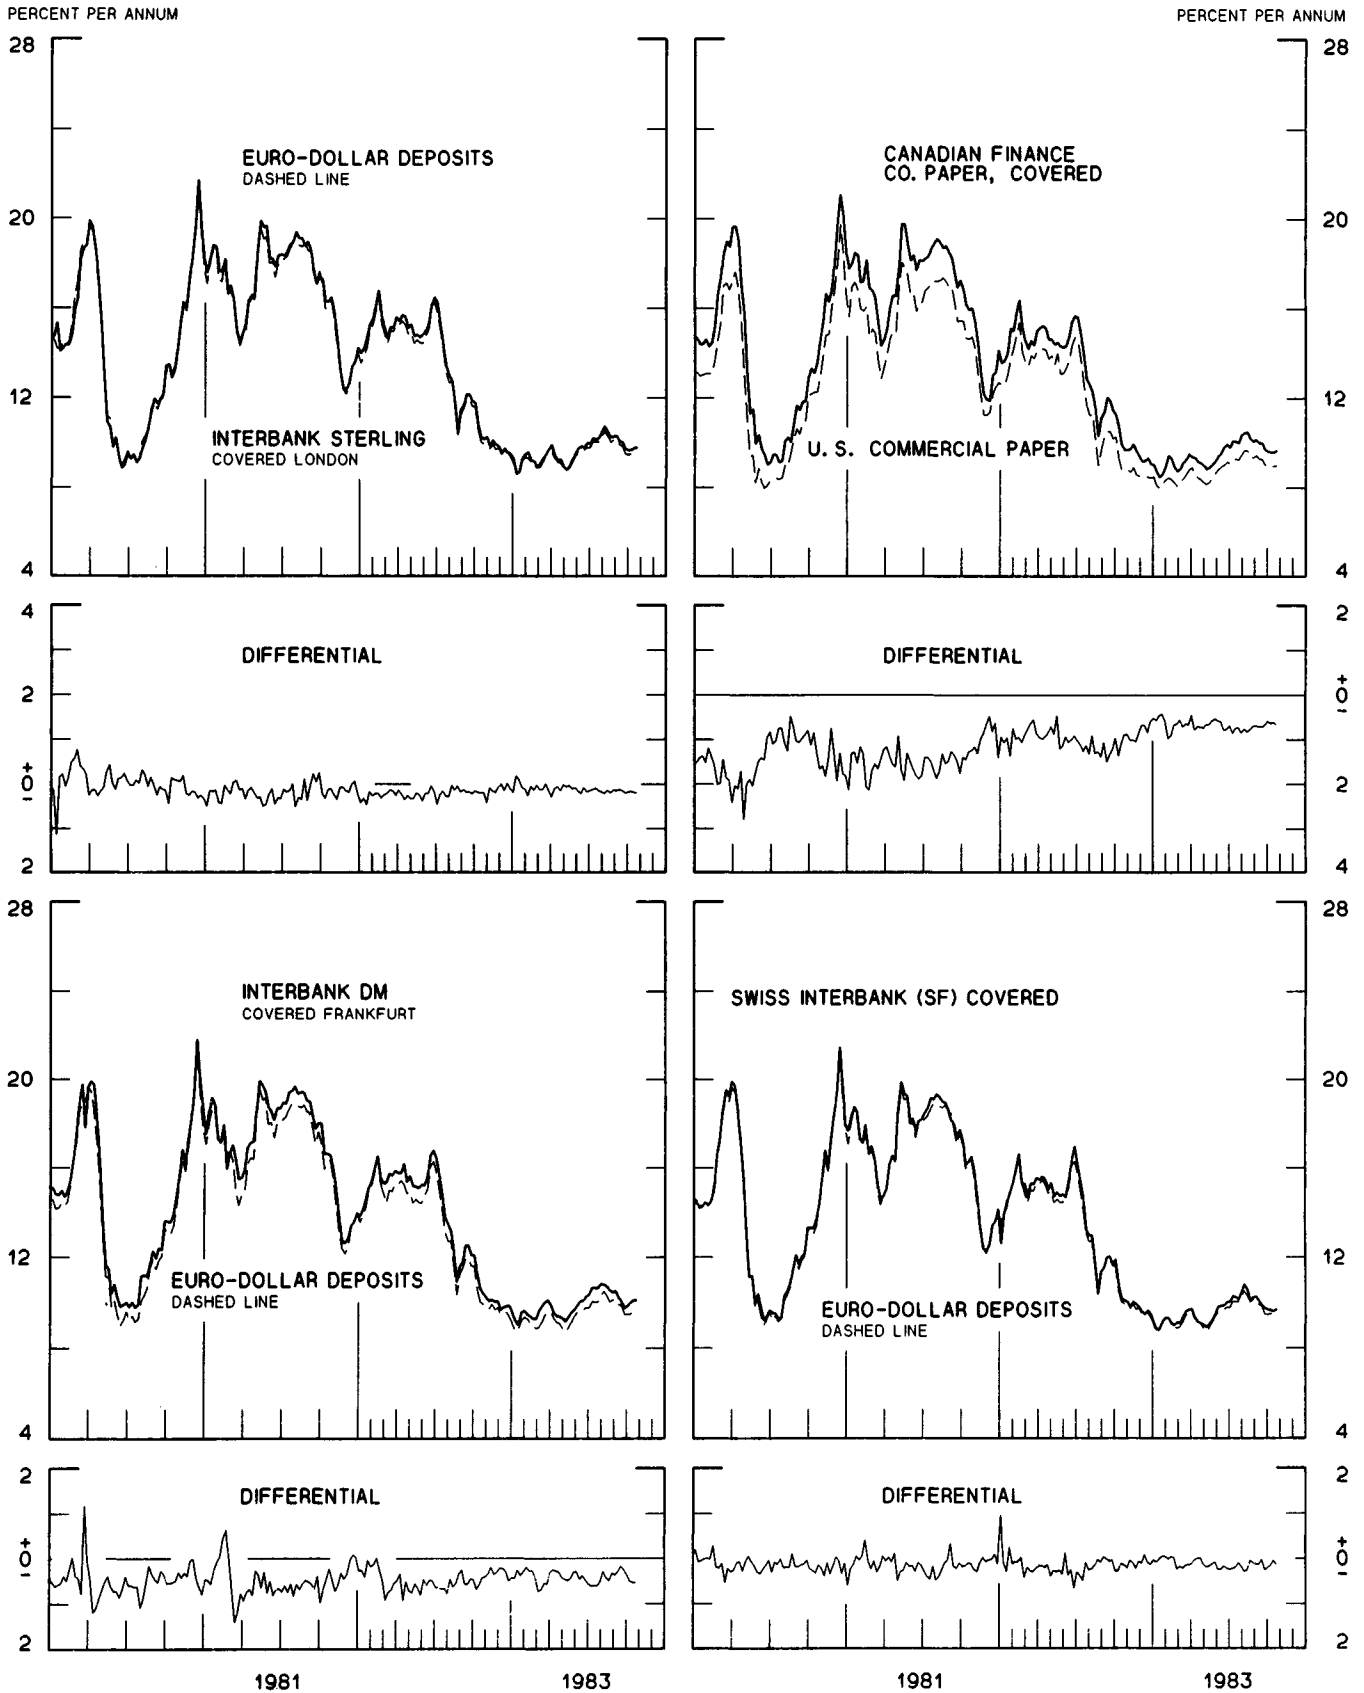 PERCENT PER ANNUM
PERCENT PER ANNUM
28
20
12
4
EURO-DOLLAR DEPOSITS
DASHED LINE
INTERBANK STERLING
COVERED LONDON
CANADIAN FINANCE
CO. PAPER, COVERED
U. S. COMMERCIAL PAPER
28
20
12
4
4
2
+
0
-
2
DIFFERENTIAL
DIFFERENTIAL
2
+
0
-
2
4
28
20
12
4
INTERBANK DM
COVERED FRANKFURT
EURO-DOLLAR DEPOSITS
DASHED LINE
SWISS INTERBANK (SF) COVERED
EURO-DOLLAR DEPOSITS
DASHED LINE
28
20
12
4
2
+
0
-
2
DIFFERENTIAL
DIFFERENTIAL
2
+
0
-
2
1981
1983
1981
1983